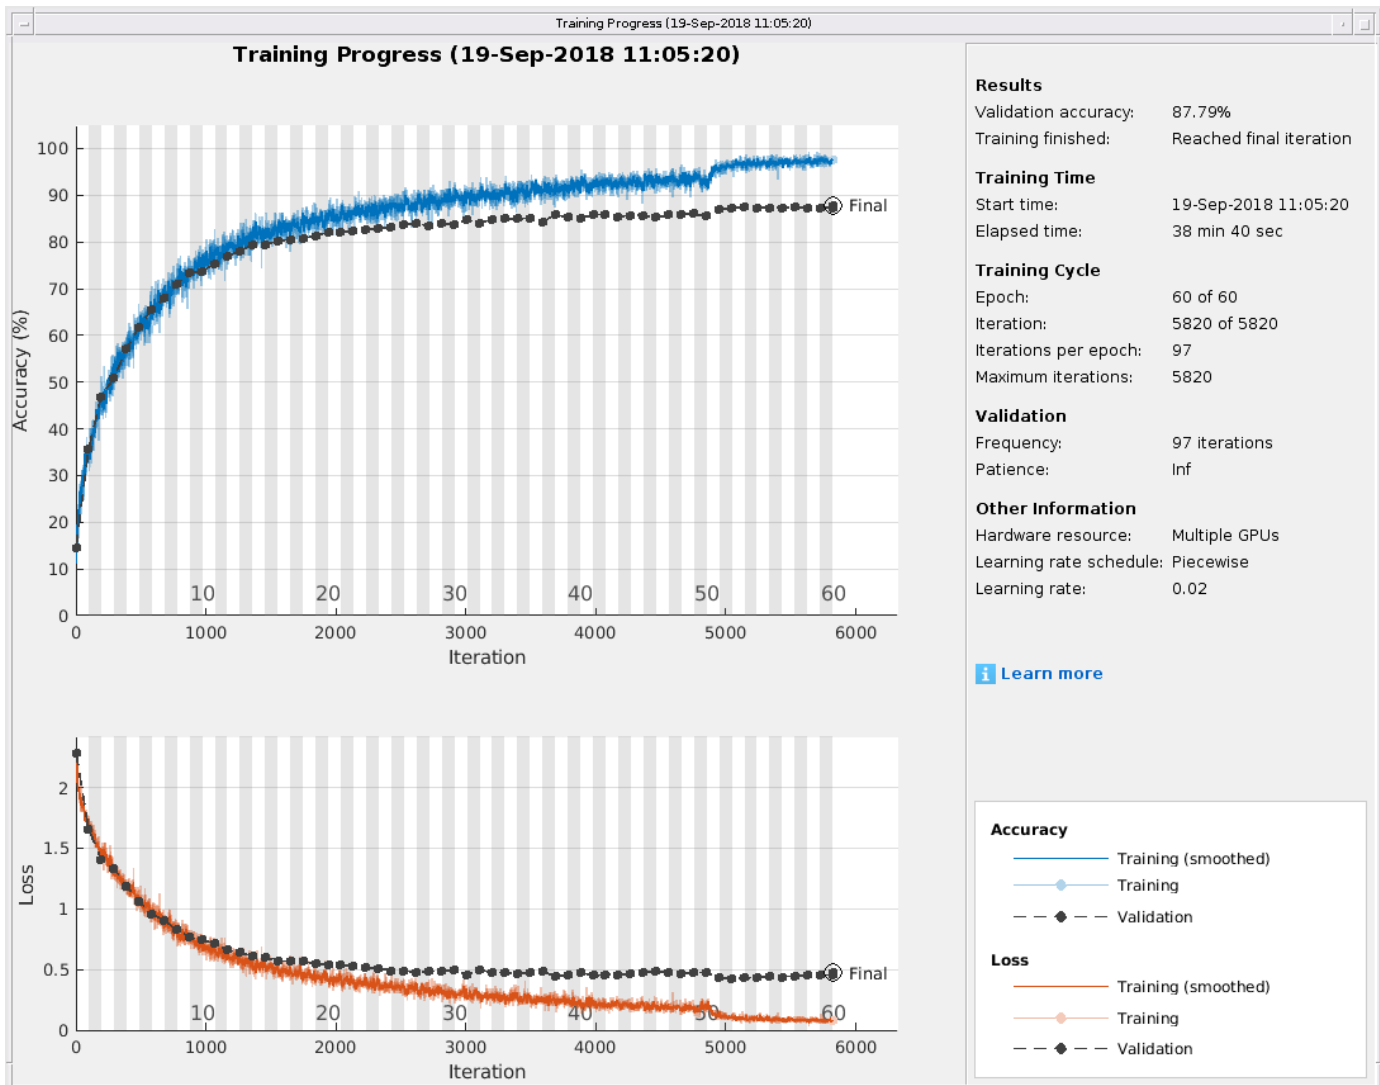 Training Progress (19-Sep-2018 11:05:20)
Training Progress (19-Sep-2018 11:05:20)
Accuracy (%)
100
90
80
70
60
50
40
30
20
10
0
Final
10 20 30 40 50 60
0 1000 2000 3000 4000 5000 6000
Iteration
Loss
2
1.5
1
0.5
0
Final
10 20 30 40 50 60
0 1000 2000 3000 4000 5000 6000
Iteration
Results
Validation accuracy: 87.79%
Training finished: Reached final iteration
Training Time
Start time: 19-Sep-2018 11:05:20
Elapsed time: 38 min 40 sec
Training Cycle
Epoch: 60 of 60
Iteration: 5820 of 5820
Iterations per epoch: 97
Maximum iterations: 5820
Validation
Frequency: 97 iterations
Patience: Inf
Other Information
Hardware resource: Multiple GPUs
Learning rate schedule: Piecewise
Learning rate: 0.02
i Learn more
Accuracy
Training (smoothed)
Training
Validation
Loss
Training (smoothed)
Training
Validation